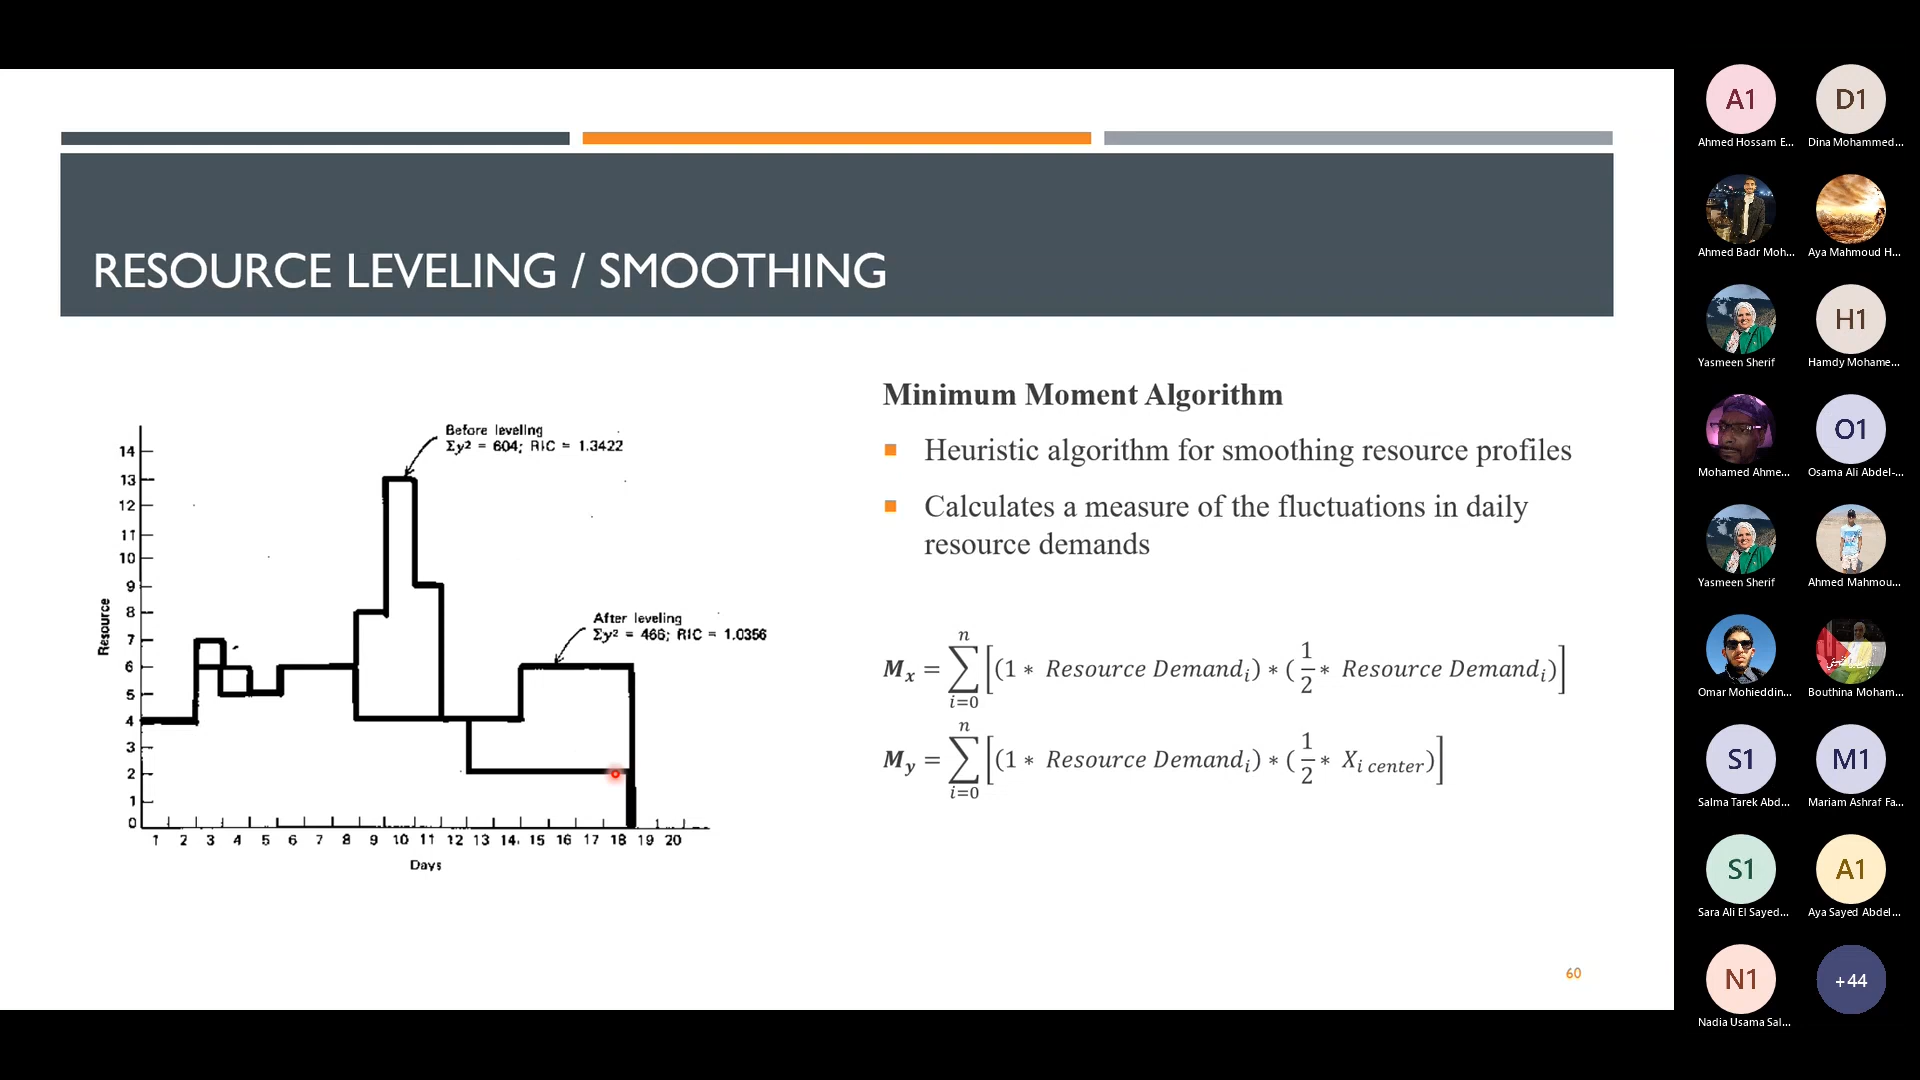 RESOURCE LEVELING / SMOOTHING
Before leveling
Σy² = 604; RIC = 1.3422
After leveling
Σy² = 466; RIC = 1.0356
Resource
14
13
12
11
10
9
8
7
6
5
4
3
2
1
0
1 2 3 4 5 6 7 8 9 10 11 12 13 14 15 16 17 18 19 20
Days
Minimum Moment Algorithm
Heuristic algorithm for smoothing resource profiles
Calculates a measure of the fluctuations in daily
resource demands
Mx = ∑ i=0 n [(1 * Resource Demand i) * (1/2 * Resource Demand i)]
My = ∑ i=0 n [(1 * Resource Demand i) * (1/2 * X i center)]
60
A1
Ahmed Hossam E...
D1
Dina Mohammed...
Ahmed Badr Moh...
Aya Mahmoud H...
Yasmeen Sherif
H1
Hamdy Mohame...
Mohamed Ahme...
O1
Osama Ali Abdel-...
Yasmeen Sherif
Ahmed Mahmou...
Omar Mohieddin...
Bouthina Moham...
S1
Salma Tarek Abd...
M1
Mariam Ashraf Fa...
S1
Sara Ali El Sayed...
A1
Aya Sayed Abdel...
N1
Nadia Usama Sal...
+44